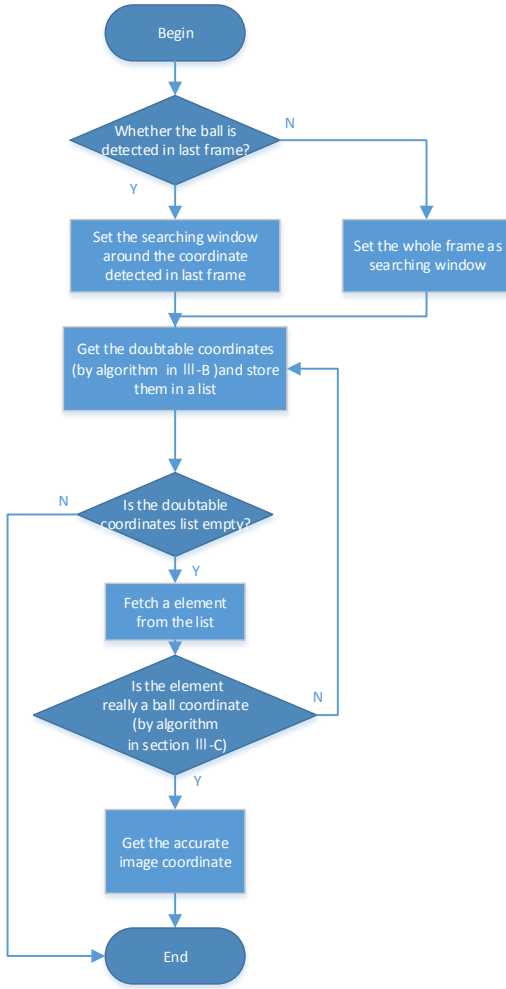 Begin
Whether the ball is
detected in last frame?
N
Y
Set the searching window
around the coordinate
detected in last frame
Set the whole frame as
searching window
Get the doubtable coordinates
(by algorithm in III-B )and store
them in a list
N
Is the doubtable
coordinates list empty?
Y
Fetch a element
from the list
Is the element
really a ball coordinate
(by algorithm
in section III-C)
N
Y
Get the accurate
image coordinate
End